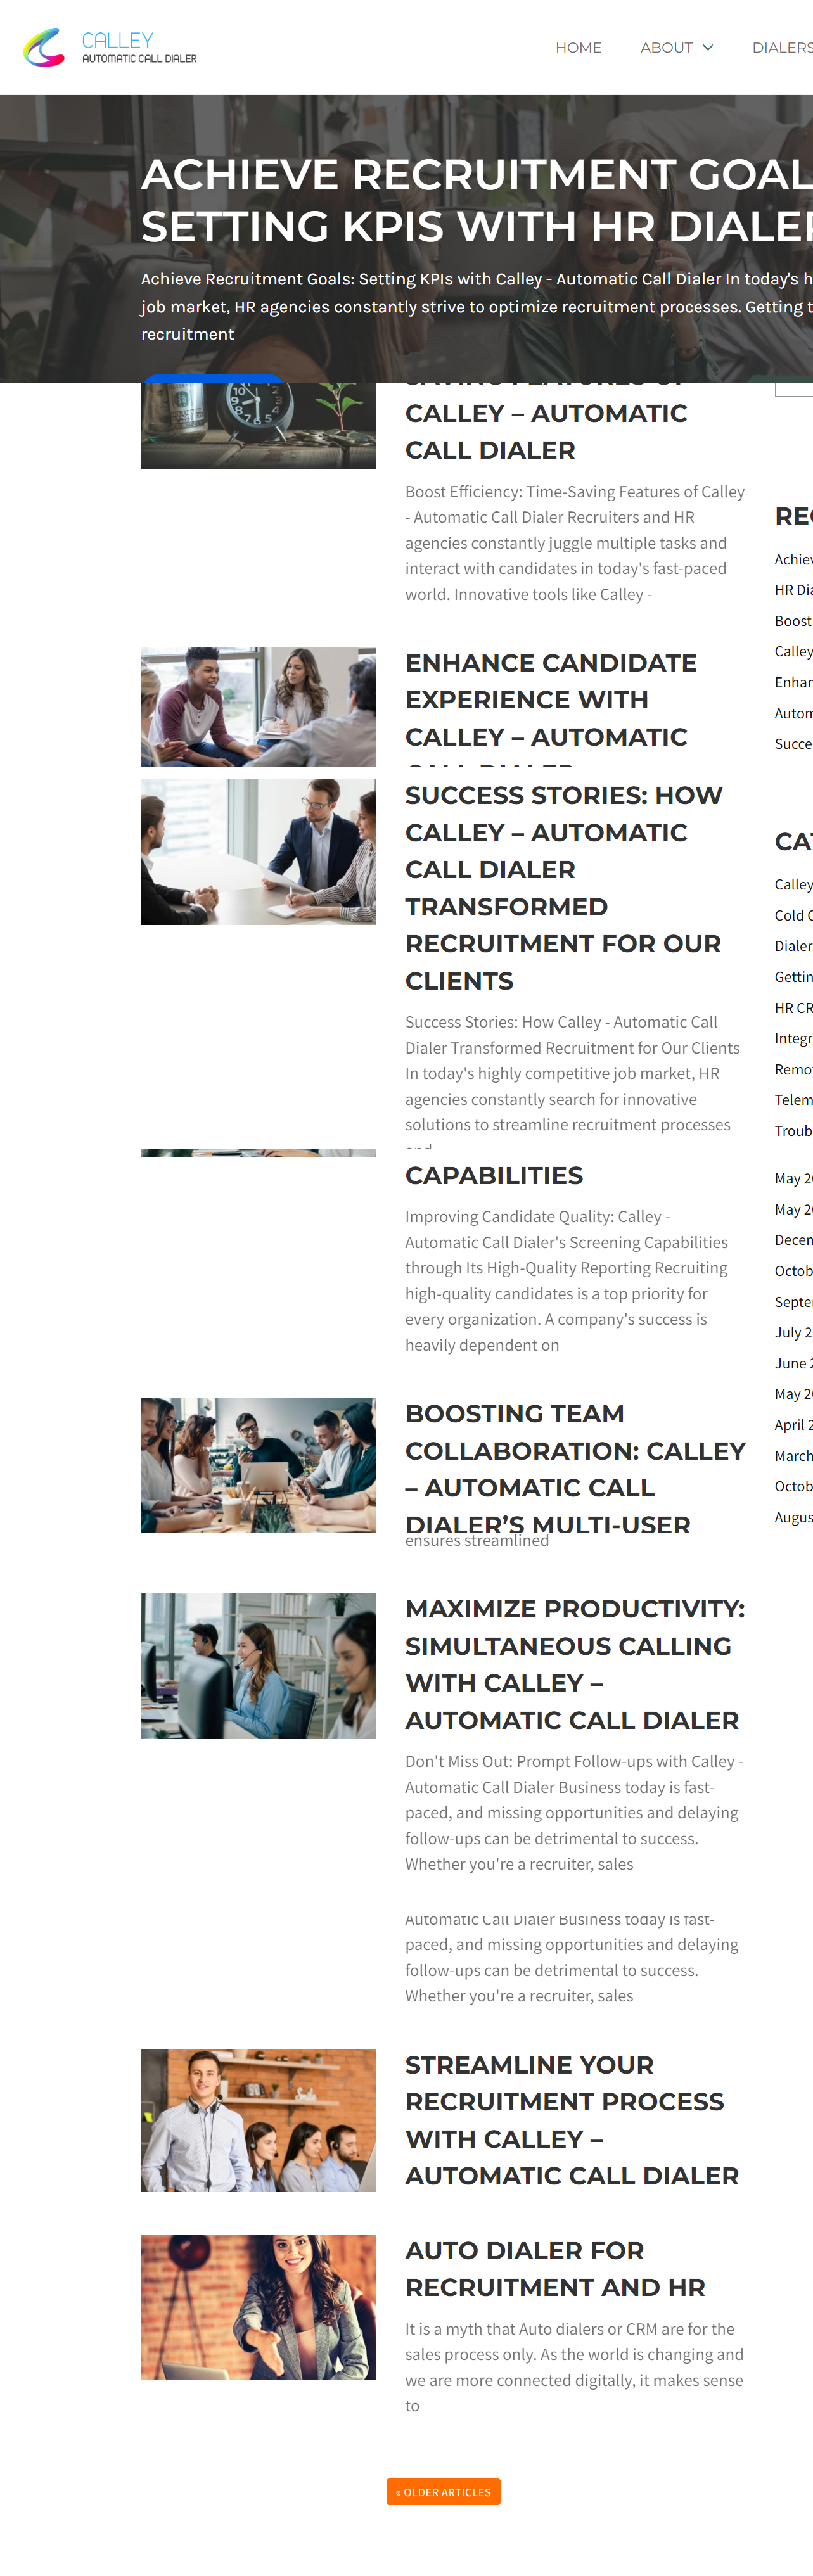 CALLEY
AUTOMATIC CALL DIALER
HOME
ABOUT
DIALERS
ACHIEVE RECRUITMENT GOAL
SETTING KPIS WITH HR DIALE
Achieve Recruitment Goals: Setting KPIs with Calley - Automatic Call Dialer In today's h
job market, HR agencies constantly strive to optimize recruitment processes. Getting t
recruitment
CALLEY – AUTOMATIC
CALL DIALER
Boost Efficiency: Time-Saving Features of Calley
- Automatic Call Dialer Recruiters and HR
agencies constantly juggle multiple tasks and
interact with candidates in today's fast-paced
world. Innovative tools like Calley -
ENHANCE CANDIDATE
EXPERIENCE WITH
CALLEY – AUTOMATIC
SUCCESS STORIES: HOW
CALLEY – AUTOMATIC
CALL DIALER
TRANSFORMED
RECRUITMENT FOR OUR
CLIENTS
Success Stories: How Calley - Automatic Call
Dialer Transformed Recruitment for Our Clients
In today's highly competitive job market, HR
agencies constantly search for innovative
solutions to streamline recruitment processes
CAPABILITIES
Improving Candidate Quality: Calley -
Automatic Call Dialer's Screening Capabilities
through Its High-Quality Reporting Recruiting
high-quality candidates is a top priority for
every organization. A company's success is
heavily dependent on
BOOSTING TEAM
COLLABORATION: CALLEY
– AUTOMATIC CALL
DIALER'S MULTI-USER
ensures streamlined
MAXIMIZE PRODUCTIVITY:
SIMULTANEOUS CALLING
WITH CALLEY –
AUTOMATIC CALL DIALER
Don't Miss Out: Prompt Follow-ups with Calley -
Automatic Call Dialer Business today is fast-
paced, and missing opportunities and delaying
follow-ups can be detrimental to success.
Whether you're a recruiter, sales
Automatic Call Dialer Business today is fast-
paced, and missing opportunities and delaying
follow-ups can be detrimental to success.
Whether you're a recruiter, sales
STREAMLINE YOUR
RECRUITMENT PROCESS
WITH CALLEY –
AUTOMATIC CALL DIALER
AUTO DIALER FOR
RECRUITMENT AND HR
It is a myth that Auto dialers or CRM are for the
sales process only. As the world is changing and
we are more connected digitally, it makes sense
to
« OLDER ARTICLES
REC
Achiev
HR Dia
Boost
Calley
Enhan
Autom
Succe
CAT
Calley
Cold C
Dialer
Gettin
HR CR
Integr
Remo
Telem
Troub
May 2
May 2
Decem
Octob
Septe
July 2
June 2
May 2
April 2
March
Octob
Augus